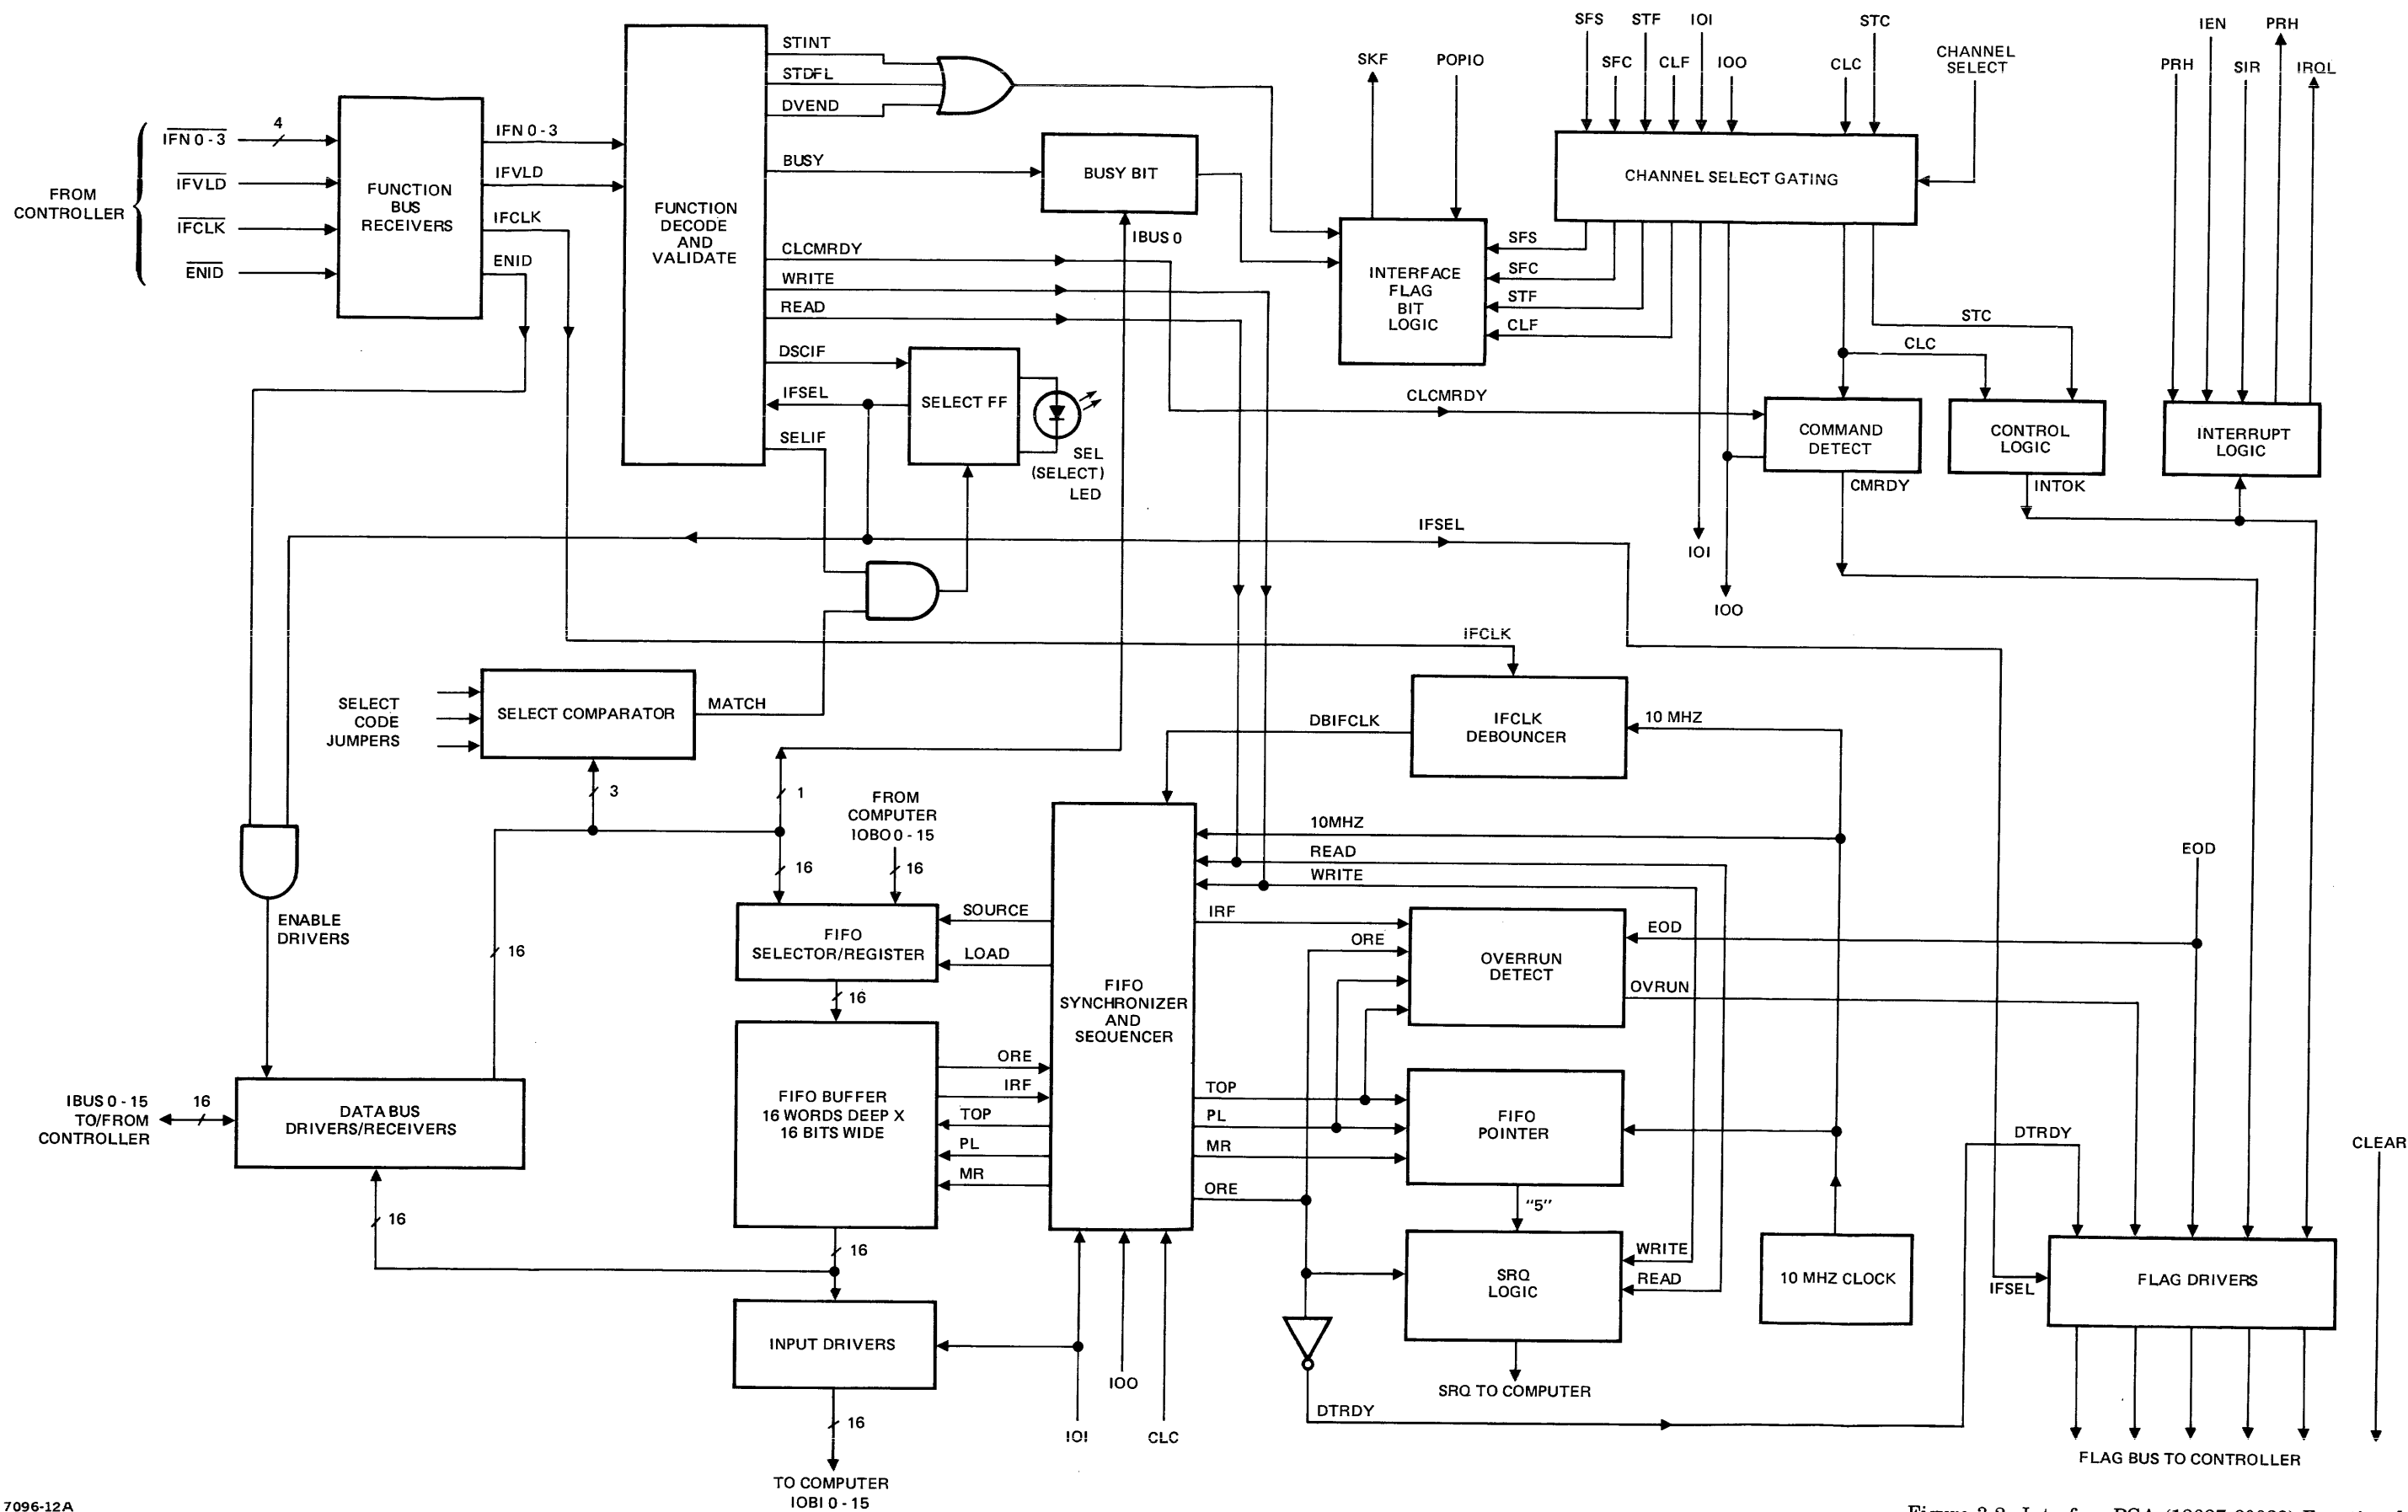 SFS
STF
IOI
STC
IEN
PRH
SKF
POPIO
SFC
CLF
IOO
CLC
CHANNEL
SELECT
PRH
SIR
IRQL
STINT
STDFL
DVEND
BUSY
CLCMRDY
WRITE
READ
DSCIF
IFSEL
SELIF
FROM
CONTROLLER
IFN 0 - 3
4
IFVLD
IFCLK
ENID
FUNCTION
BUS
RECEIVERS
IFN 0 - 3
IFVLD
IFCLK
ENID
FUNCTION
DECODE
AND
VALIDATE
BUSY BIT
IBUS 0
CHANNEL SELECT GATING
INTERFACE
FLAG
BIT
LOGIC
SFS
SFC
STF
CLF
STC
CLC
SELECT FF
SEL
(SELECT)
LED
CLCMRDY
COMMAND
DETECT
CMRDY
CONTROL
LOGIC
INTOK
INTERRUPT
LOGIC
IFSEL
IOI
IOO
IFCLK
SELECT
CODE
JUMPERS
SELECT COMPARATOR
MATCH
3
1
DBIFCLK
IFCLK
DEBOUNCER
10 MHZ
FROM
COMPUTER
IOBO 0 - 15
16
16
10MHZ
READ
WRITE
EOD
ENABLE
DRIVERS
16
FIFO
SELECTOR/REGISTER
SOURCE
LOAD
16
FIFO
SYNCHRONIZER
AND
SEQUENCER
IRF
ORE
OVERRUN
DETECT
EOD
OVRUN
FIFO BUFFER
16 WORDS DEEP X
16 BITS WIDE
ORE
IRF
TOP
PL
MR
TOP
PL
MR
ORE
FIFO
POINTER
"5"
IBUS 0 - 15
TO/FROM
CONTROLLER
16
DATA BUS
DRIVERS/RECEIVERS
16
16
DTRDY
CLEAR
SRQ
LOGIC
WRITE
READ
10 MHZ CLOCK
IFSEL
FLAG DRIVERS
INPUT DRIVERS
IOO
IOI
CLC
SRQ TO COMPUTER
DTRDY
16
TO COMPUTER
IOBI 0 - 15
FLAG BUS TO CONTROLLER
7096-12A